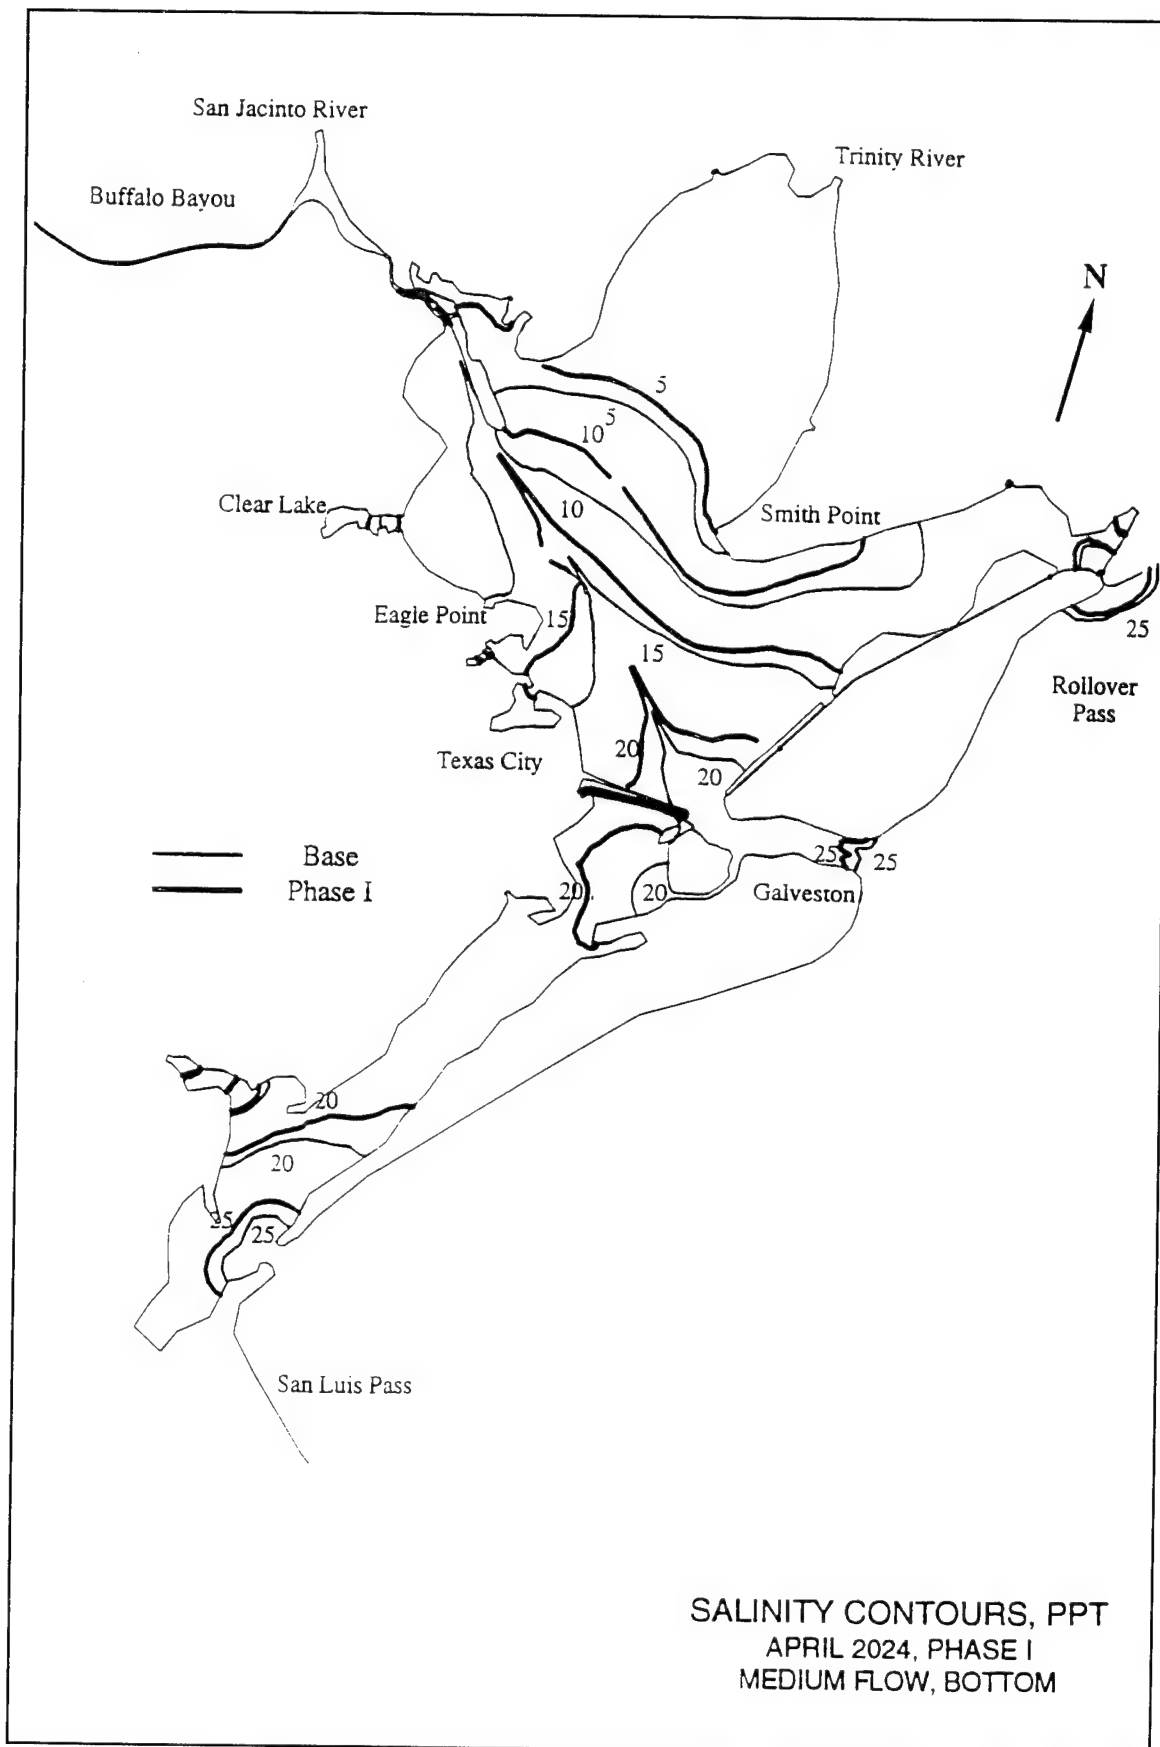 San Jacinto River
Trinity River
Buffalo Bayou
N
5
5
10
Clear Lake
10
Smith Point
Eagle Point
15
25
15
Rollover
Pass
Texas City
20
20
Base
25
25
Phase I
20
20
Galveston
20
20
25
25
San Luis Pass
SALINITY CONTOURS, PPT
APRIL 2024, PHASE I
MEDIUM FLOW, BOTTOM